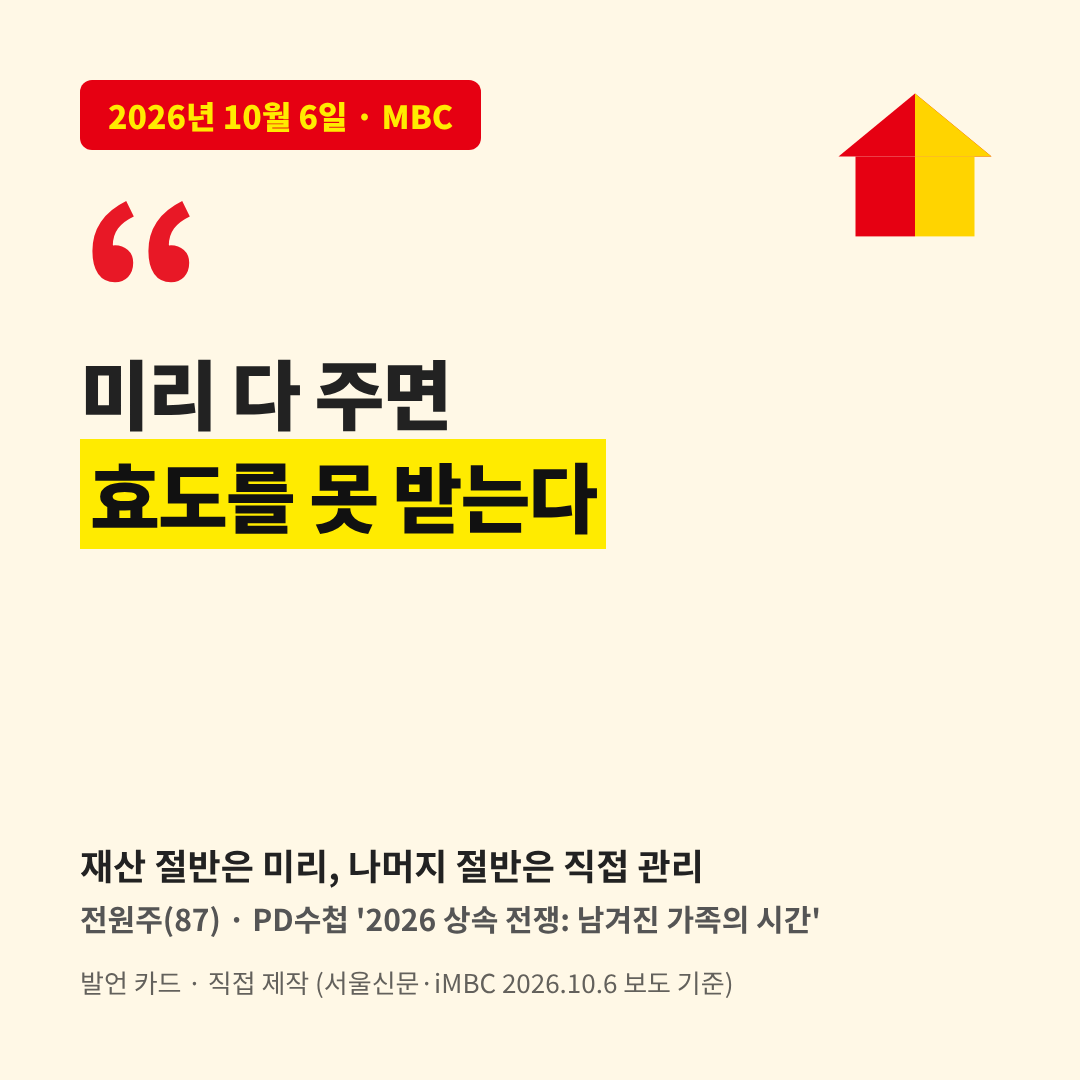 2026년 10월 6일 · MBC
“
미리 다 주면
효도를 못 받는다
재산 절반은 미리, 나머지 절반은 직접 관리
전원주(87) · PD수첩 '2026 상속 전쟁: 남겨진 가족의 시간'
발언 카드 · 직접 제작 (서울신문·iMBC 2026.10.6 보도 기준)